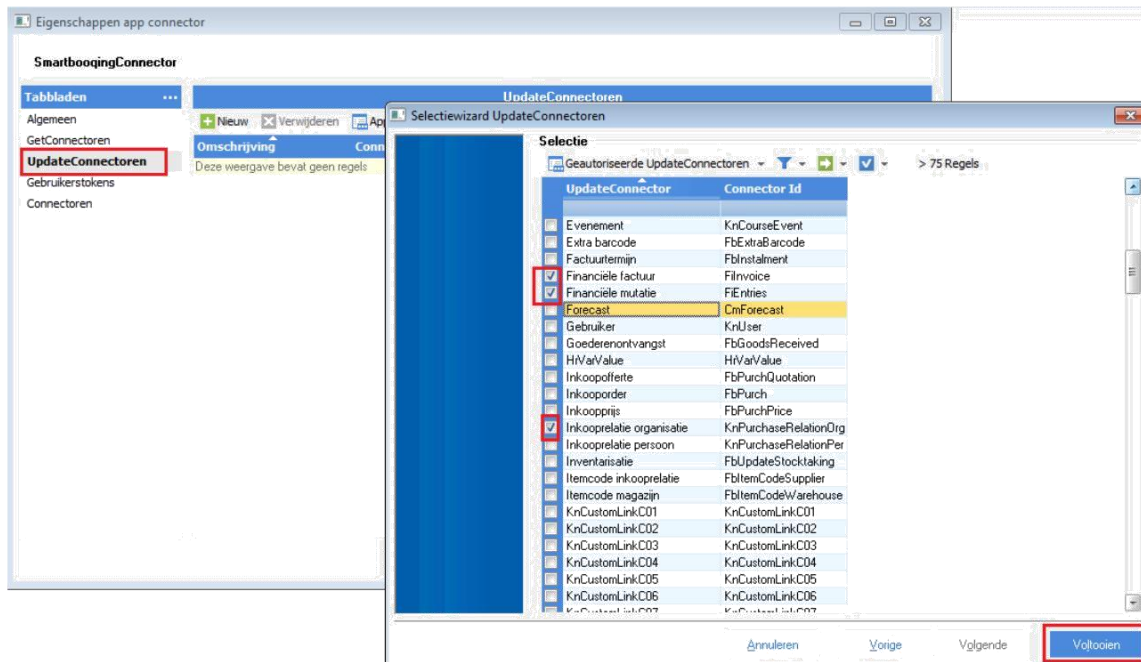 Eigenschappen app connector
SmartbooqingConnector
Tabbladen ...
Algemeen
GetConnectoren
UpdateConnectoren
Gebruikerstokens
Connectoren
UpdateConnectoren
Nieuw Verwijderen
Omschrijving Conn
Deze weergave bevat geen regels
Selectiewizard UpdateConnectoren
Selectie
Geautoriseerde UpdateConnectoren > 75 Regels
UpdateConnector Connector Id
Evenement KnCourseEvent
Extra barcode FbExtraBarcode
Factuurtermijn FbInstalment
Financiële factuur FiInvoice
Financiële mutatie FiEntries
Forecast CmForecast
Gebruiker KnUser
Goederenontvangst FbGoodsReceived
HrVarValue HrVarValue
Inkoopofferte FbPurchQuotation
Inkooporder FbPurch
Inkoopprijs FbPurchPrice
Inkooprelatie organisatie KnPurchaseRelationOrg
Inkooprelatie persoon KnPurchaseRelationPer
Inventarisatie FbUpdateStocktaking
Itemcode inkooprelatie FbItemCodeSupplier
Itemcode magazijn FbItemCodeWarehouse
KnCustomLinkC01 KnCustomLinkC01
KnCustomLinkC02 KnCustomLinkC02
KnCustomLinkC03 KnCustomLinkC03
KnCustomLinkC04 KnCustomLinkC04
KnCustomLinkC05 KnCustomLinkC05
KnCustomLinkC06 KnCustomLinkC06
Annuleren Vorige Volgende Voltooien